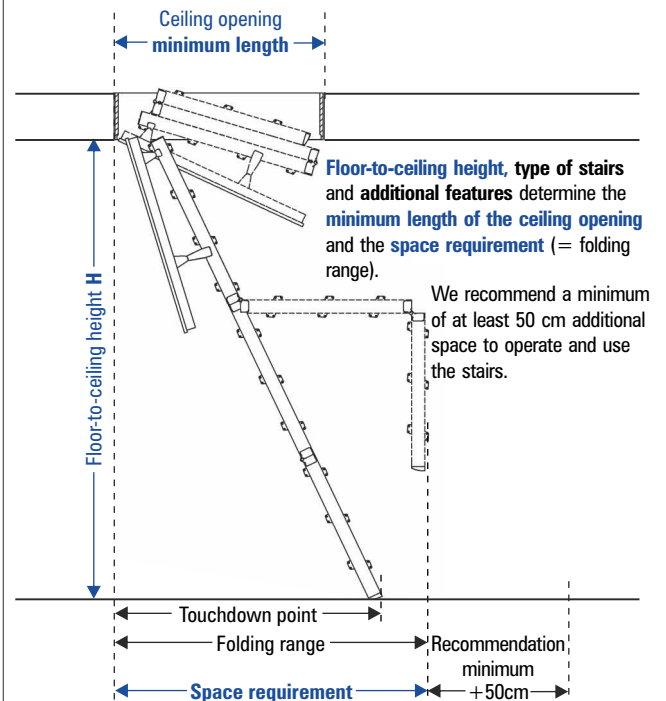 Ceiling opening
minimum length
Floor-to-ceiling height, type of stairs
and additional features determine the
minimum length of the ceiling opening
and the space requirement (= folding
range).
We recommend a minimum
of at least 50 cm additional
space to operate and use
the stairs.
Floor-to-ceiling height H
Touchdown point
Folding range
Recommendation
minimum
+50cm
Space requirement